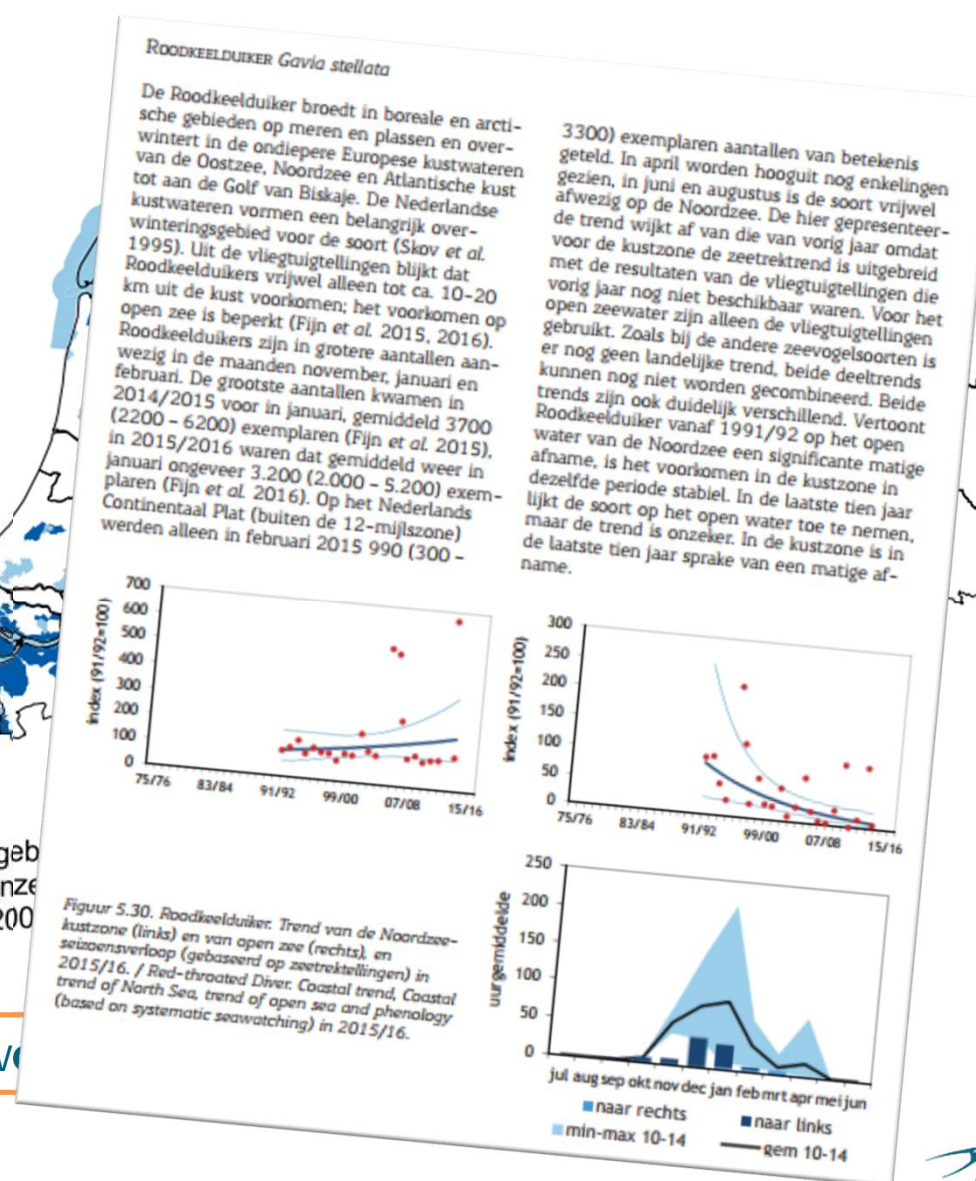 ROODKEELDUIKER Gavia stellata
De Roodkeelduiker broedt in boreale en arcti-
sche gebieden op meren en plassen en over-
wintert in de ondiepere Europese kustwateren
van de Oostzee, Noordzee en Atlantische kust
tot aan de Golf van Biskaje. De Nederlandse
kustwateren vormen een belangrijk over-
winteringsgebied voor de soort (Skov et al.
1995). Uit de vliegtuigtellingen blijkt dat
Roodkeelduikers vrijwel alleen tot ca. 10-20
km uit de kust voorkomen; het voorkomen op
open zee is beperkt (Fijn et al. 2015, 2016).
Roodkeelduikers zijn in grotere aantallen aan-
wezig in de maanden november, januari en
februari. De grootste aantallen kwamen in
2014/2015 voor in januari, gemiddeld 3700
(2200 – 6200) exemplaren (Fijn et al. 2015),
in 2015/2016 waren dat gemiddeld weer in
januari ongeveer 3.200 (2.000 – 5.200) exem-
plaren (Fijn et al. 2016). Op het Nederlands
Continentaal Plat (buiten de 12-mijlszone)
werden alleen in februari 2015 990 (300 –
3300) exemplaren aantallen van betekenis
geteld. In april worden hooguit nog enkelingen
gezien, in juni en augustus is de soort vrijwel
afwezig op de Noordzee. De hier gepresenteer-
de trend wijkt af van die van vorig jaar omdat
voor de kustzone de zeetrektrend is uitgebreid
met de resultaten van de vliegtuigtellingen die
vorig jaar nog niet beschikbaar waren. Voor het
open zeewater zijn alleen de vliegtuigtellingen
gebruikt. Zoals bij de andere zeevogelsoorten is
er nog geen landelijke trend, beide deeltrends
kunnen nog niet worden gecombineerd. Beide
trends zijn ook duidelijk verschillend. Vertoont
Roodkeelduiker vanaf 1991/92 op het open
water van de Noordzee een significante matige
afname, is het voorkomen in de kustzone in
dezelfde periode stabiel. In de laatste tien jaar
lijkt de soort op het open water toe te nemen,
maar de trend is onzeker. In de kustzone is in
de laatste tien jaar sprake van een matige af-
name.
index (91/92=100)
700
600
500
400
300
200
100
0
75/76 83/84 91/92 99/00 07/08 15/16
index (91/92=100)
300
250
200
150
100
50
0
75/76 83/84 91/92 99/00 07/08 15/16
Figuur 5.30. Roodkeelduiker. Trend van de Noordzee-
kustzone (links) en van open zee (rechts), en
seizoensverloop (gebaseerd op zeetrektellingen) in
2015/16. / Red-throated Diver. Coastal trend, Coastal
trend of North Sea, trend of open sea and phenology
(based on systematic seawatching) in 2015/16.
uurgemiddelde
250
200
150
100
50
0
jul aug sep okt nov dec jan feb mrt apr mei jun
naar rechts naar links
min-max 10-14 gem 10-14
geb
nze
200